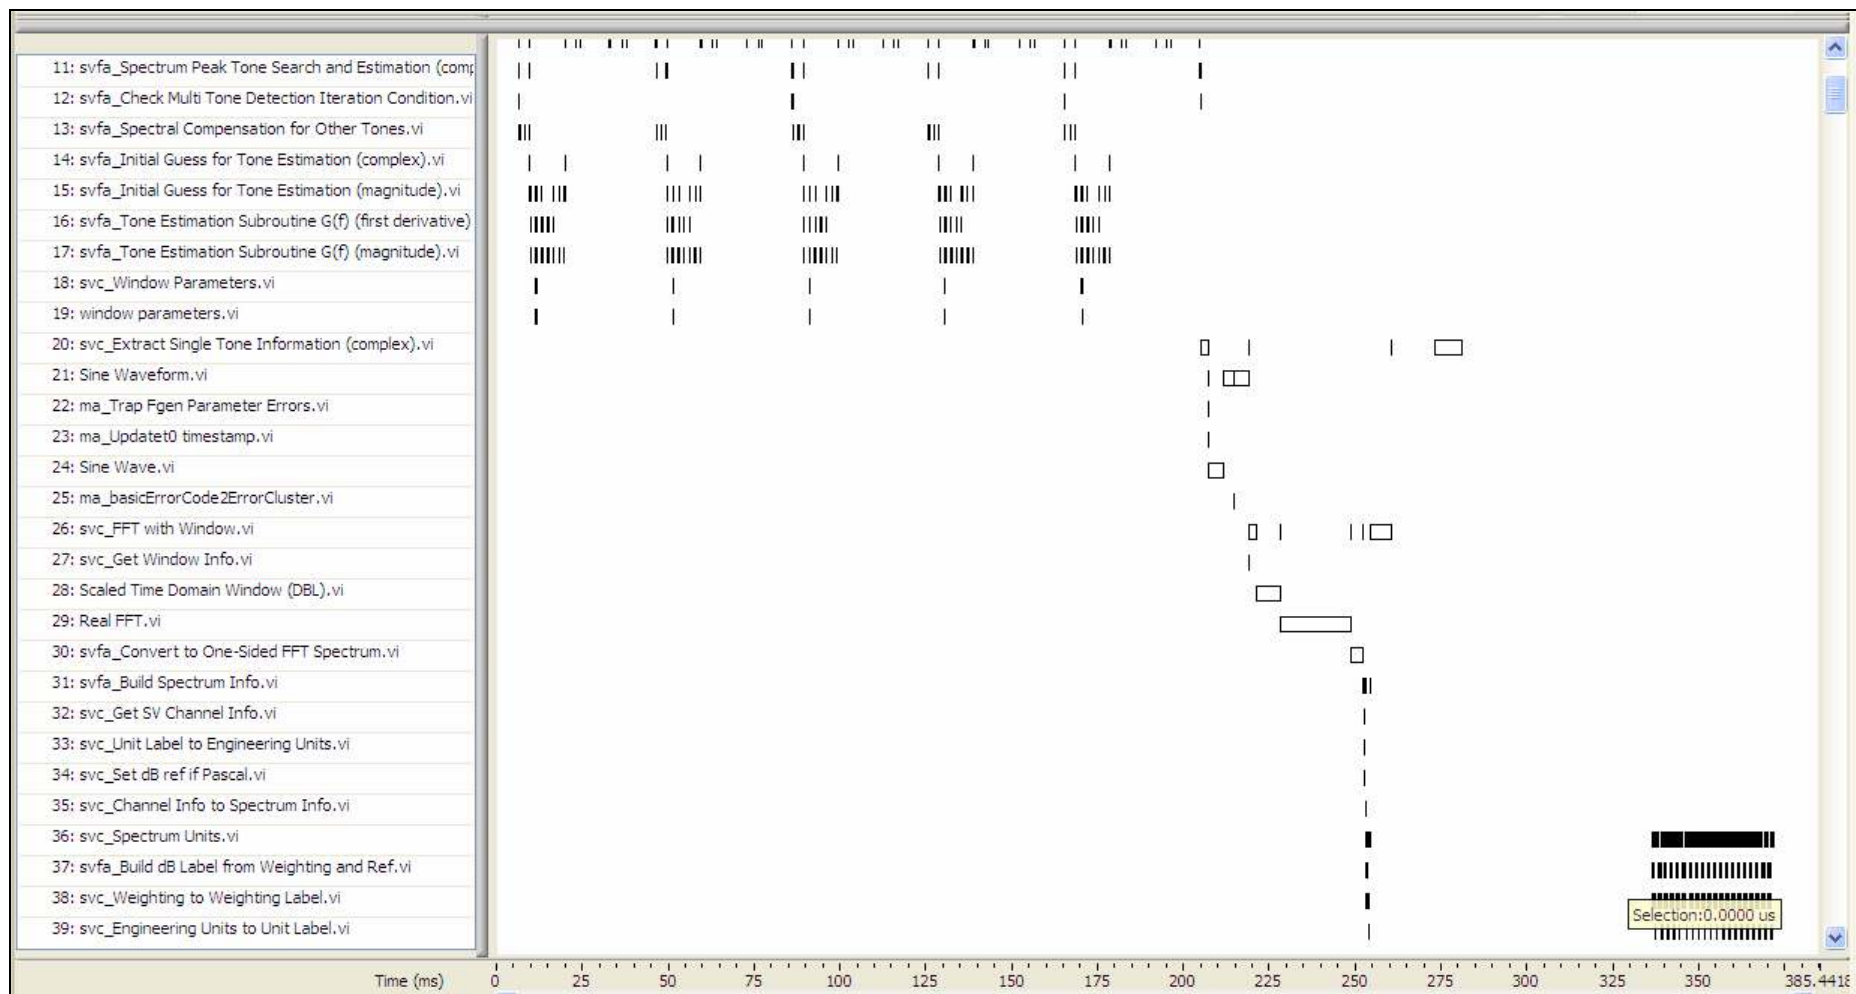 11: svfa_Spectrum Peak Tone Search and Estimation (comp
12: svfa_Check Multi Tone Detection Iteration Condition.vi
13: svfa_Spectral Compensation for Other Tones.vi
14: svfa_Initial Guess for Tone Estimation (complex).vi
15: svfa_Initial Guess for Tone Estimation (magnitude).vi
16: svfa_Tone Estimation Subroutine G(f) (first derivative)
17: svfa_Tone Estimation Subroutine G(f) (magnitude).vi
18: svc_Window Parameters.vi
19: window parameters.vi
20: svc_Extract Single Tone Information (complex).vi
21: Sine Waveform.vi
22: ma_Trap Fgen Parameter Errors.vi
23: ma_Updatet0 timestamp.vi
24: Sine Wave.vi
25: ma_basicErrorCode2ErrorCluster.vi
26: svc_FFT with Window.vi
27: svc_Get Window Info.vi
28: Scaled Time Domain Window (DBL).vi
29: Real FFT.vi
30: svfa_Convert to One-Sided FFT Spectrum.vi
31: svfa_Build Spectrum Info.vi
32: svc_Get SV Channel Info.vi
33: svc_Unit Label to Engineering Units.vi
34: svc_Set dB ref if Pascal.vi
35: svc_Channel Info to Spectrum Info.vi
36: svc_Spectrum Units.vi
37: svfa_Build dB Label from Weighting and Ref.vi
38: svc_Weighting to Weighting Label.vi
39: svc_Engineering Units to Unit Label.vi
Selection:0.0000 us
Time (ms) 0 25 50 75 100 125 150 175 200 225 250 275 300 325 350 385.4418